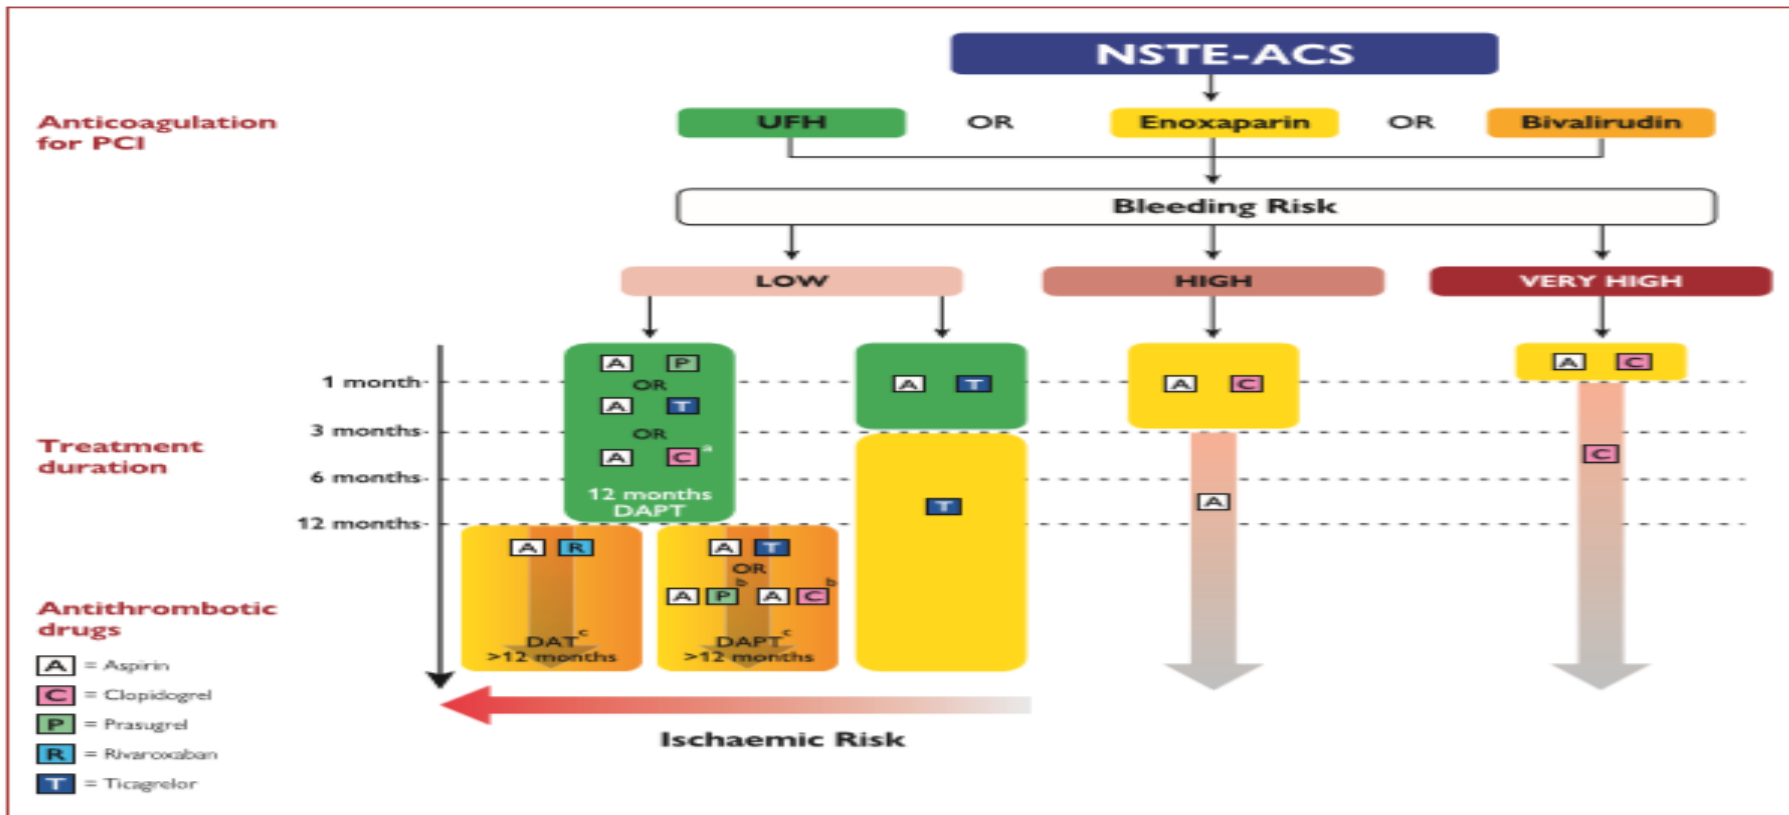 NSTE-ACS
Anticoagulation
for PCI
UFH OR Enoxaparin OR Bivalirudin
Bleeding Risk
LOW HIGH VERY HIGH
Treatment
duration
1 month
3 months
6 months
12 months
A P
OR
A T
OR
A C a
12 months
DAPT
A T
T
A C
A
A C
C
A R
DAT c
>12 months
A T
OR
A P b A C b
DAPT c
>12 months
Ischaemic Risk
Antithrombotic
drugs
A = Aspirin
C = Clopidogrel
P = Prasugrel
R = Rivaroxaban
T = Ticagrelor